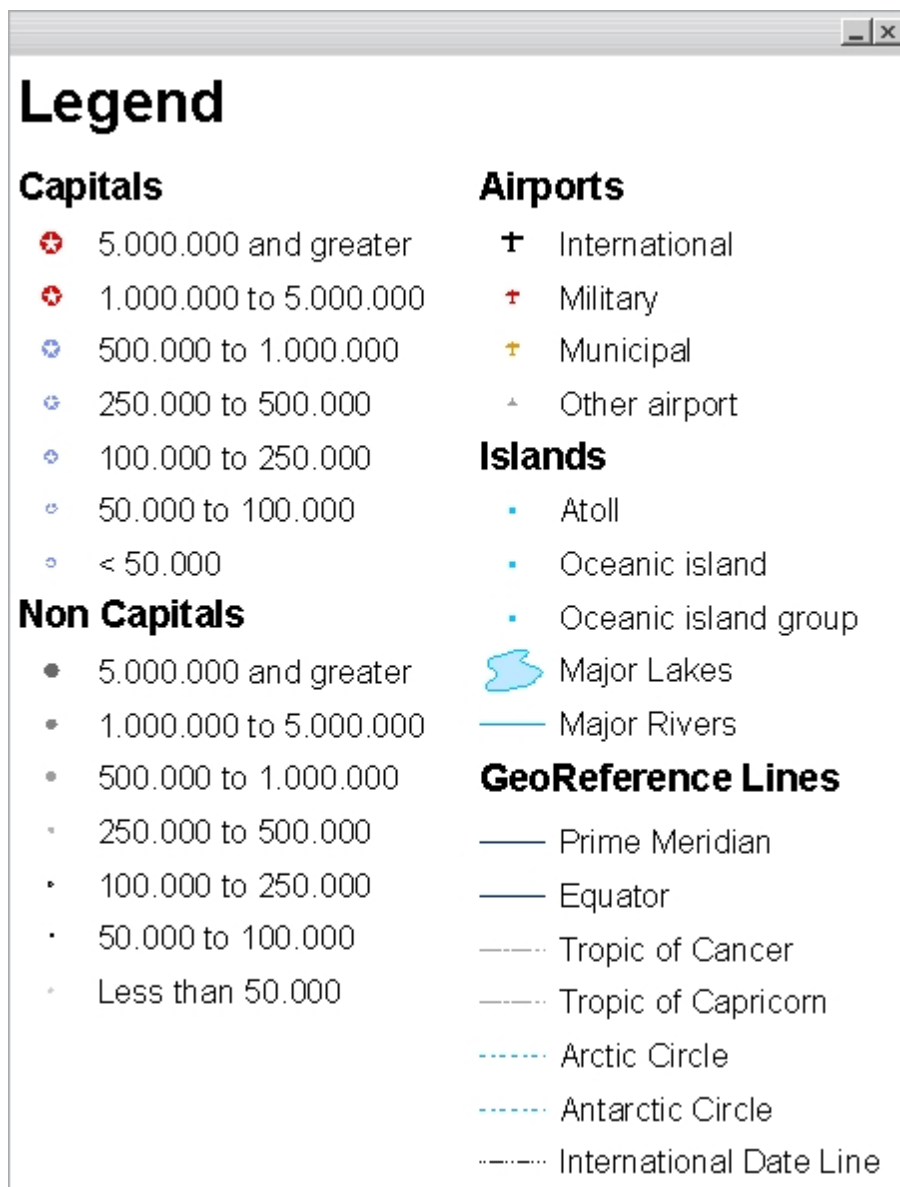 Legend
Capitals
5.000.000 and greater
1.000.000 to 5.000.000
500.000 to 1.000.000
250.000 to 500.000
100.000 to 250.000
50.000 to 100.000
< 50.000
Non Capitals
5.000.000 and greater
1.000.000 to 5.000.000
500.000 to 1.000.000
250.000 to 500.000
100.000 to 250.000
50.000 to 100.000
Less than 50.000
Airports
International
Military
Municipal
Other airport
Islands
Atoll
Oceanic island
Oceanic island group
Major Lakes
Major Rivers
GeoReference Lines
Prime Meridian
Equator
Tropic of Cancer
Tropic of Capricorn
Arctic Circle
Antarctic Circle
International Date Line